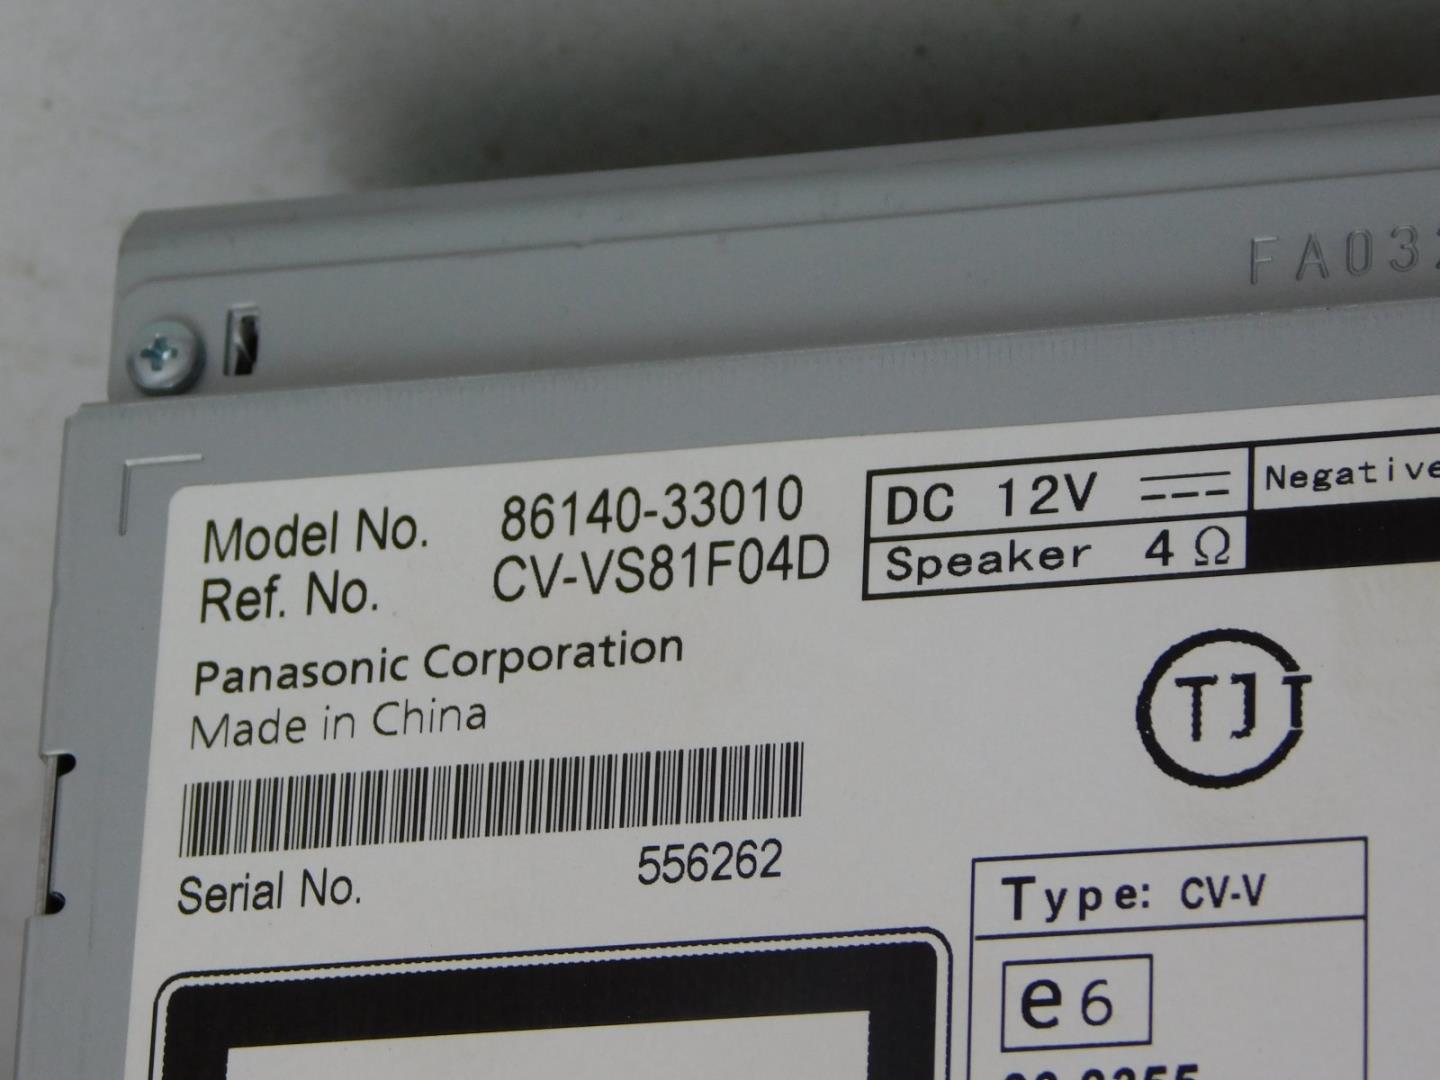 FA032
Model No. 86140-33010
Ref. No. CV-VS81F04D
DC 12V
Negative
Speaker 4 Ω
Panasonic Corporation
Made in China
TJT
556262
Serial No.
Type: CV-V
e6